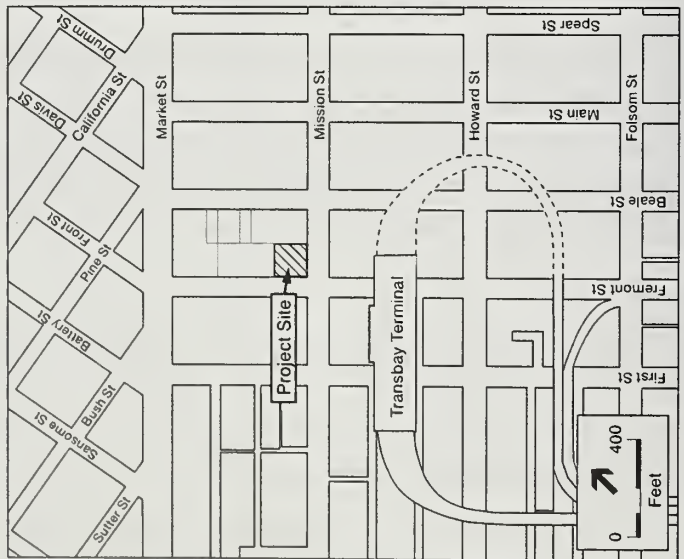 Drumm St
Davis St
California St
Front St
Pine St
Battery St
Bush St
Sansome St
Sutter St
Market St
Mission St
Howard St
Folsom St
Spear St
Main St
Beale St
Fremont St
First St
Project Site
Transbay Terminal
0 400
Feet